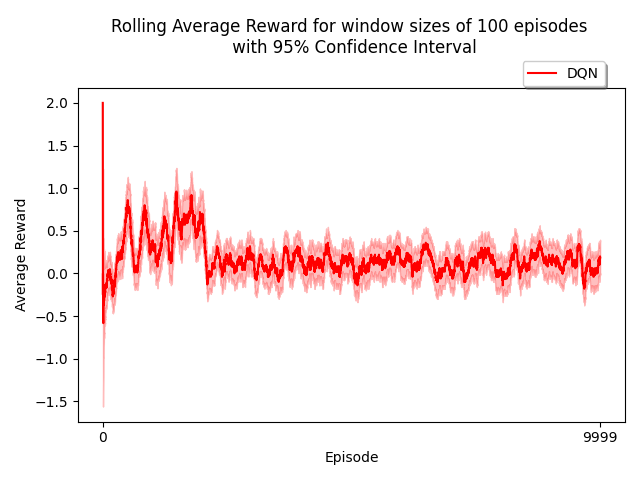 Rolling Average Reward for window sizes of 100 episodes
with 95% Confidence Interval
DQN
Average Reward
2.0
1.5
1.0
0.5
0.0
−0.5
−1.0
−1.5
0
9999
Episode